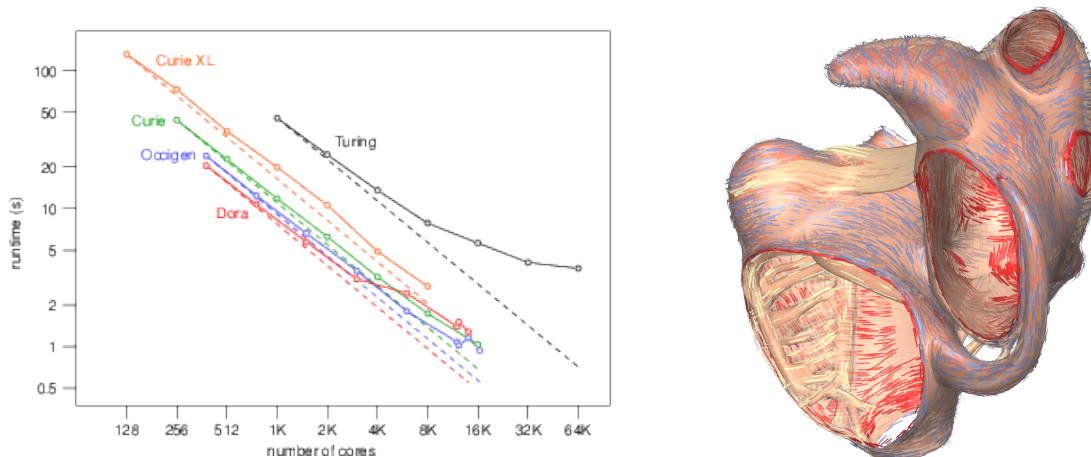 100
50
20
10
5
2
1
0.5
runtime (s)
Curie XL
Curie
Occigen
Dora
Turing
128 256 512 1K 2K 4K 8K 16K 32K 64K
number of cores